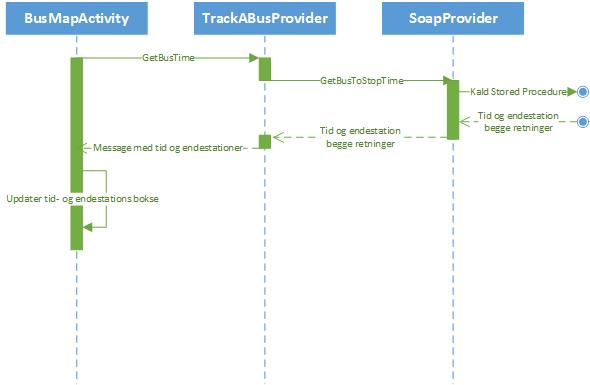 BusMapActivity
TrackABusProvider
SoapProvider
GetBusTime
GetBusToStopTime
Kald Stored Procedure
Tid og endestation
begge retninger
Tid og endestation
begge retninger
Message med tid og endestationer
Updater tid- og endestations bokse